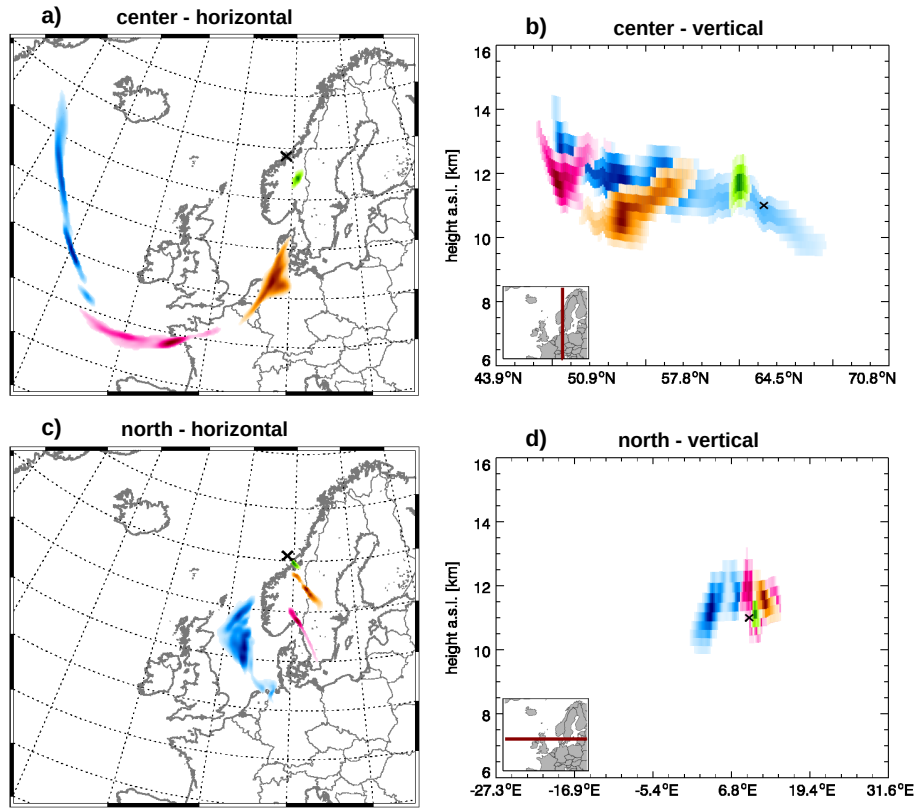 a)
center - horizontal
b)
center - vertical
16
14
12
10
8
6
height a.s.l. [km]
43.9°N
50.9°N
57.8°N
64.5°N
70.8°N
c)
north - horizontal
d)
north - vertical
16
14
12
10
8
6
height a.s.l. [km]
-27.3°E
-16.9°E
-5.4°E
6.8°E
19.4°E
31.6°E